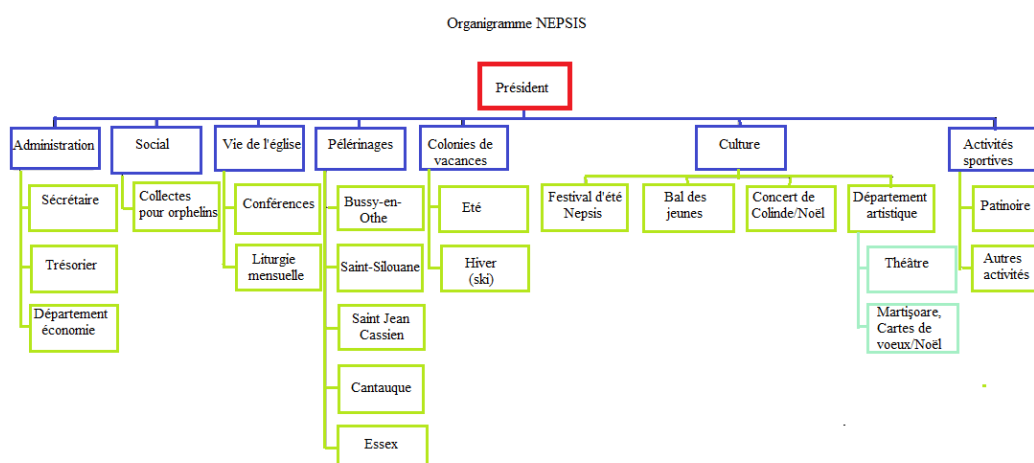 Organigramme NEPSIS
Président
Administration
Social
Vie de l'église
Pélérinages
Colonies de
vacances
Culture
Activités
sportives
Sécrétaire
Trésorier
Département
économie
Collectes
pour orphelins
Conférences
Liturgie
mensuelle
Bussy-en-
Othe
Saint-Silouane
Saint Jean
Cassien
Cantauque
Essex
Eté
Hiver
(ski)
Festival d'été
Nepsis
Bal des
jeunes
Concert de
Colinde/Noël
Département
artistique
Théâtre
Martişoare,
Cartes de
voeux/Noël
Patinoire
Autres
activités